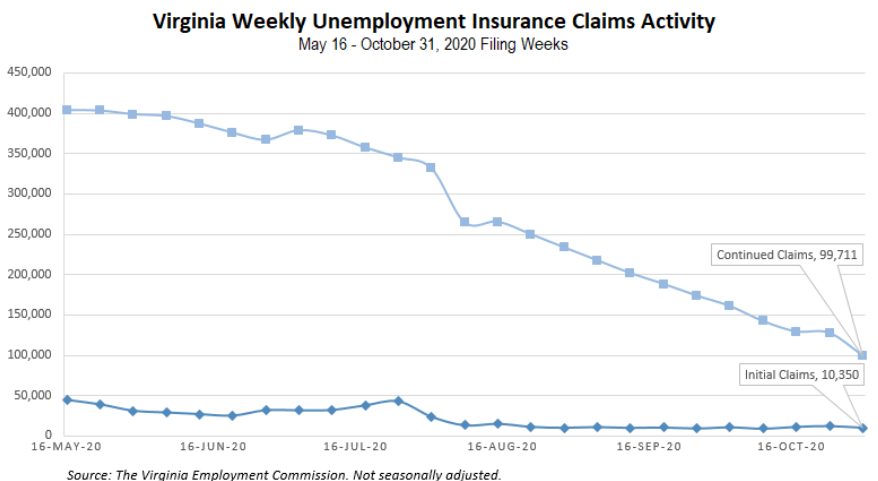 Virginia Weekly Unemployment Insurance Claims Activity
May 16 - October 31, 2020 Filing Weeks
450,000
400,000
350,000
300,000
250,000
200,000
150,000
100,000
50,000
0
Continued Claims, 99,711
Initial Claims, 10,350
16-MAY-20 16-JUN-20 16-JUL-20 16-AUG-20 16-SEP-20 16-OCT-20
Source: The Virginia Employment Commission. Not seasonally adjusted.